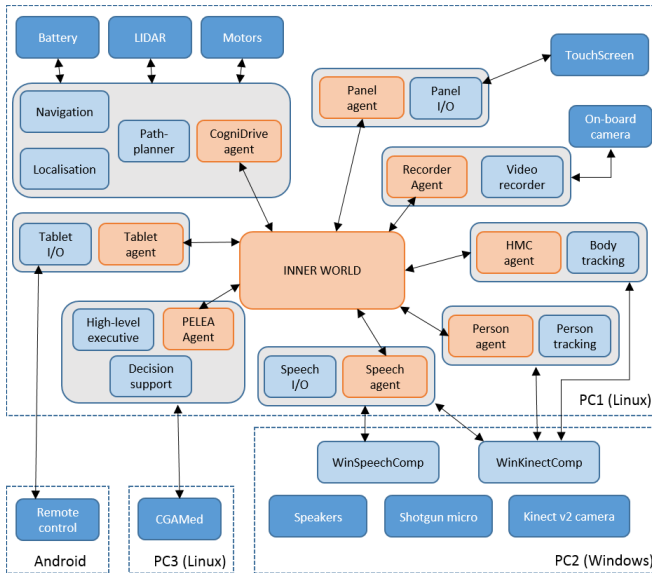 Battery
LIDAR
Motors
TouchScreen
Panel
agent
Panel
I/O
Navigation
Path-
planner
CogniDrive
agent
Localisation
On-board
camera
Recorder
Agent
Video
recorder
Tablet
I/O
Tablet
agent
INNER WORLD
HMC
agent
Body
tracking
High-level
executive
PELEA
Agent
Decision
support
Person
agent
Person
tracking
Speech
I/O
Speech
agent
PC1 (Linux)
WinSpeechComp
WinKinectComp
Remote
control
CGAMed
Speakers
Shotgun micro
Kinect v2 camera
Android
PC3 (Linux)
PC2 (Windows)